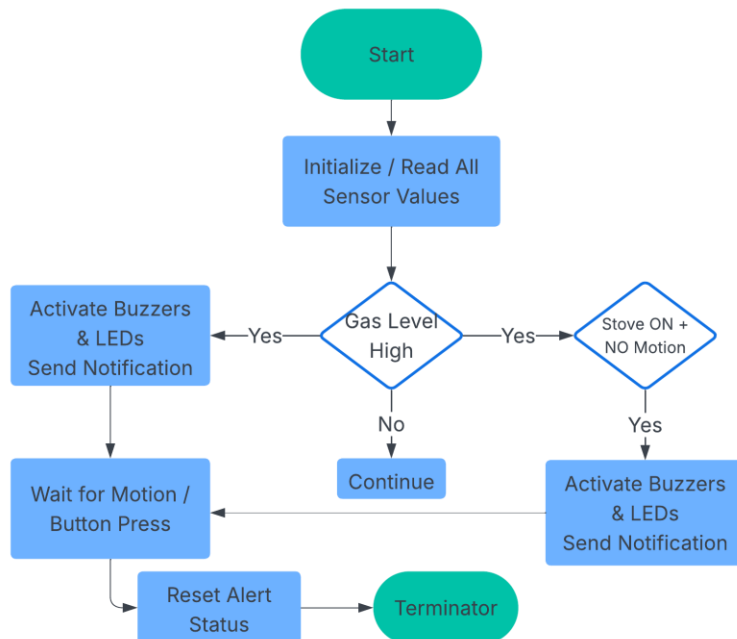 Start
Initialize / Read All
Sensor Values
Activate Buzzers
& LEDs
Send Notification
Yes
Gas Level
High
Yes
Stove ON +
NO Motion
No
Yes
Continue
Wait for Motion /
Button Press
Activate Buzzers
& LEDs
Send Notification
Reset Alert
Status
Terminator